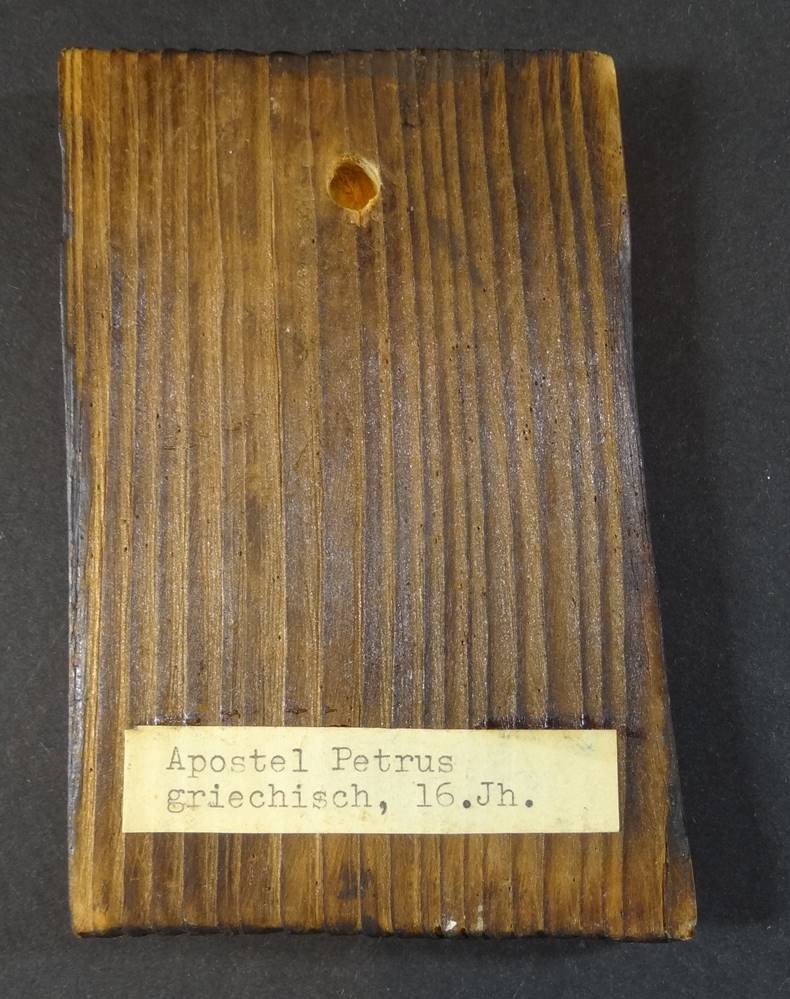 Apostel Petrus
griechisch, 16.Jh.